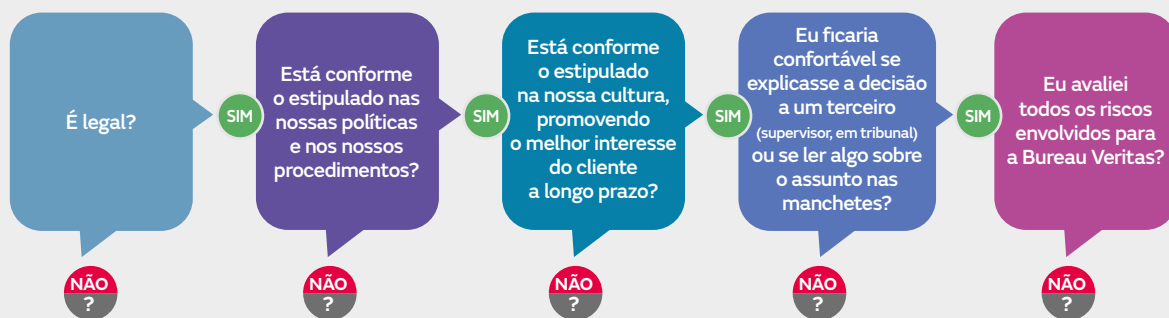 É legal?
SIM
Está conforme
o estipulado nas
nossas políticas
e nos nossos
procedimentos?
SIM
Está conforme
o estipulado
na nossa cultura,
promovendo
o melhor interesse
do cliente
a longo prazo?
SIM
Eu ficaria
confortável se
explicasse a decisão
a um terceiro
(supervisor, em tribunal)
ou se ler algo sobre
o assunto nas
manchetes?
SIM
Eu avaliei
todos os riscos
envolvidos para
a Bureau Veritas?
NÃO
?
NÃO
?
NÃO
?
NÃO
?
NÃO
?